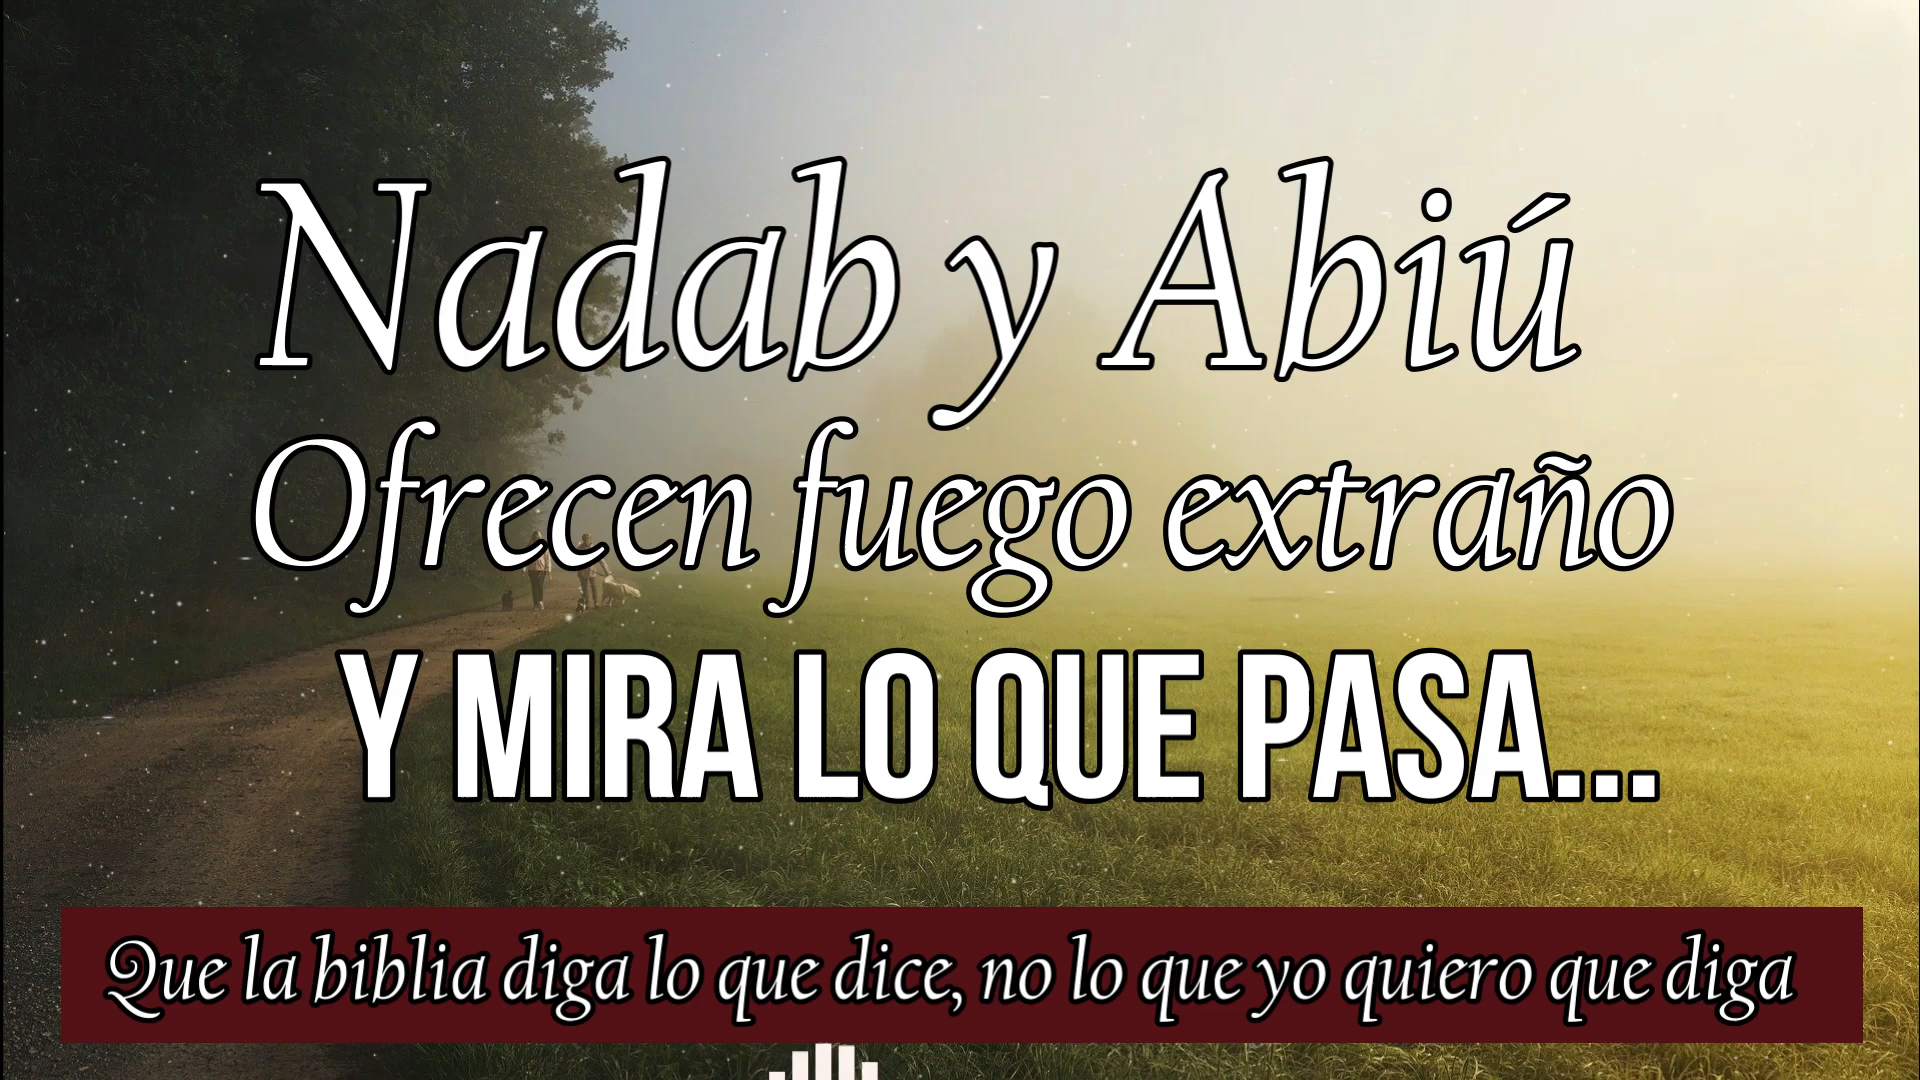 Nadab y Abiú
Ofrecen fuego extraño
Y MIRA LO QUE PASA...
Que la biblia diga lo que dice, no lo que yo quiero que diga